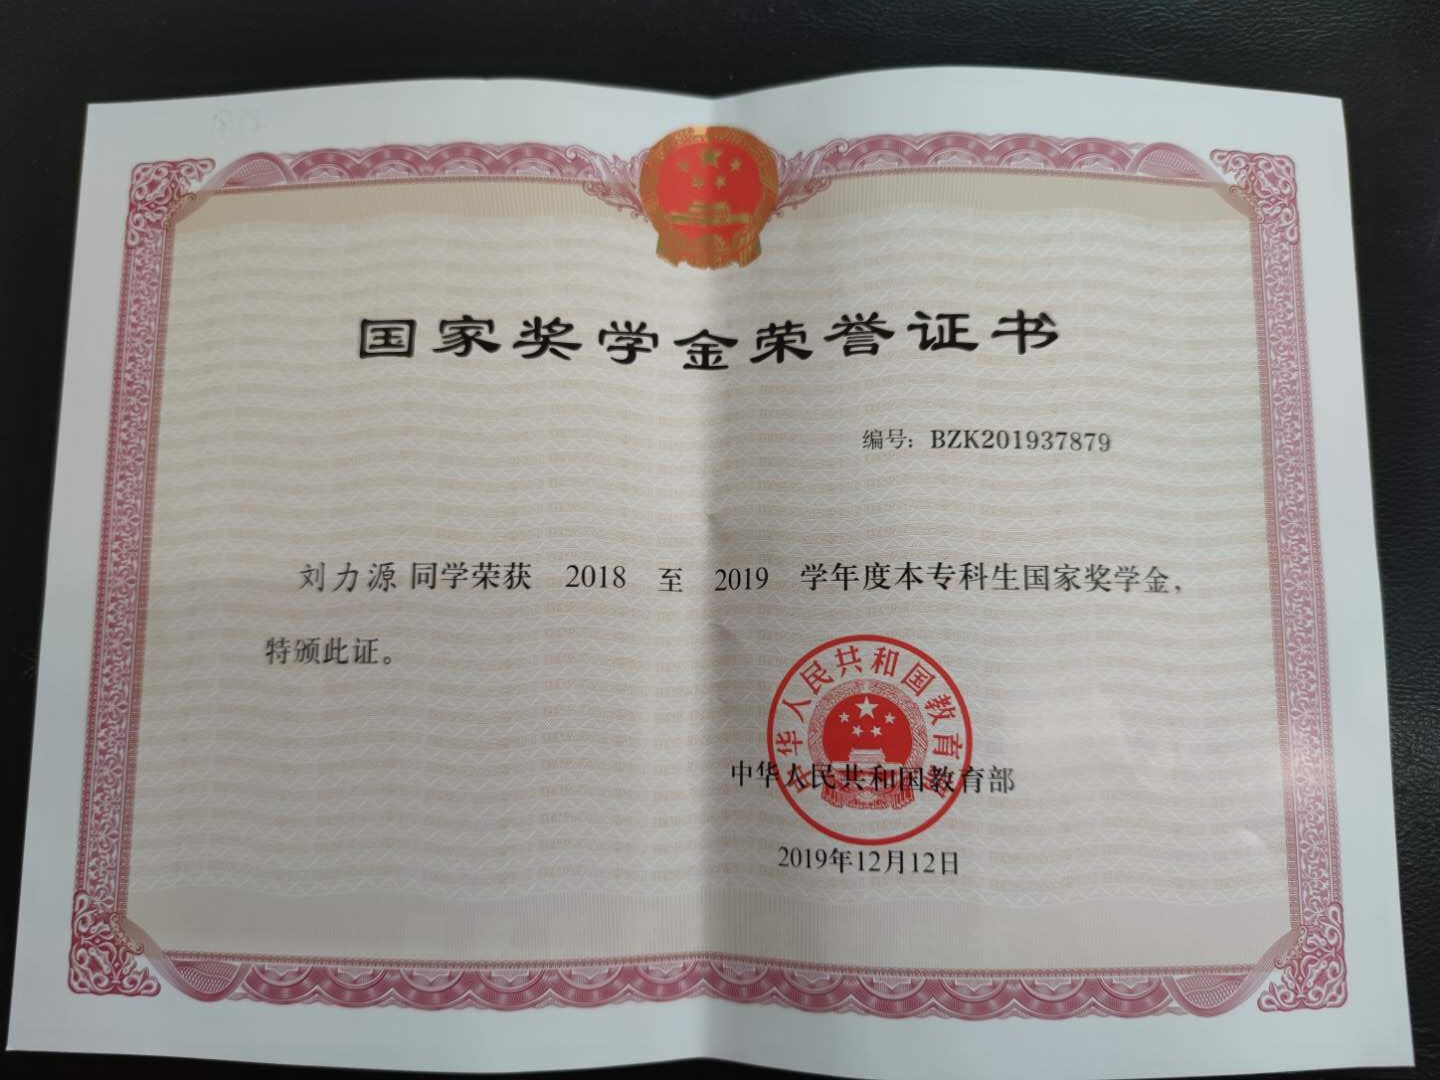 国家奖学金荣誉证书
编号：BZK201937879
刘力源 同学荣获 2018 至 2019 学年度本专科生国家奖学金，
特颁此证。
中华人民共和国教育部
中华人民共和国教育部
2019年12月12日